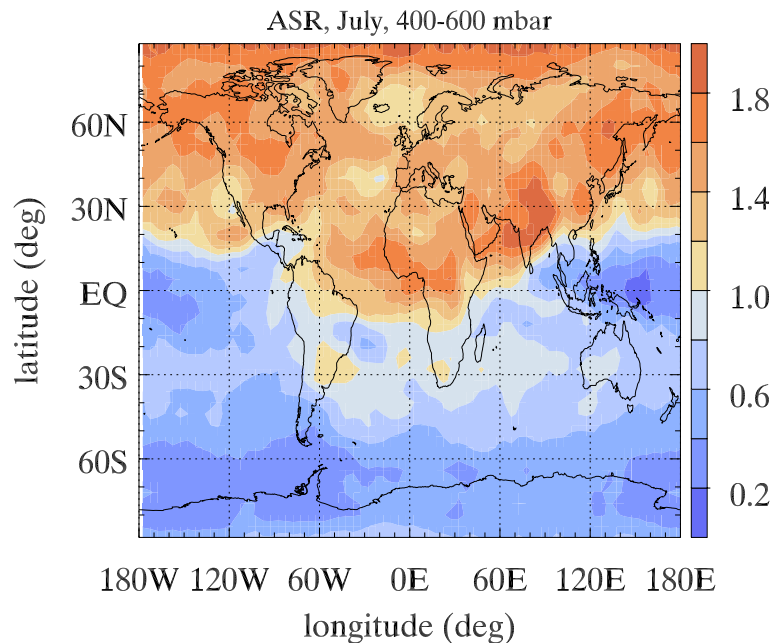 ASR, July, 400-600 mbar
60N
30N
EQ
30S
60S
latitude (deg)
180W 120W 60W 0E 60E 120E 180E
longitude (deg)
1.8
1.4
1.0
0.6
0.2